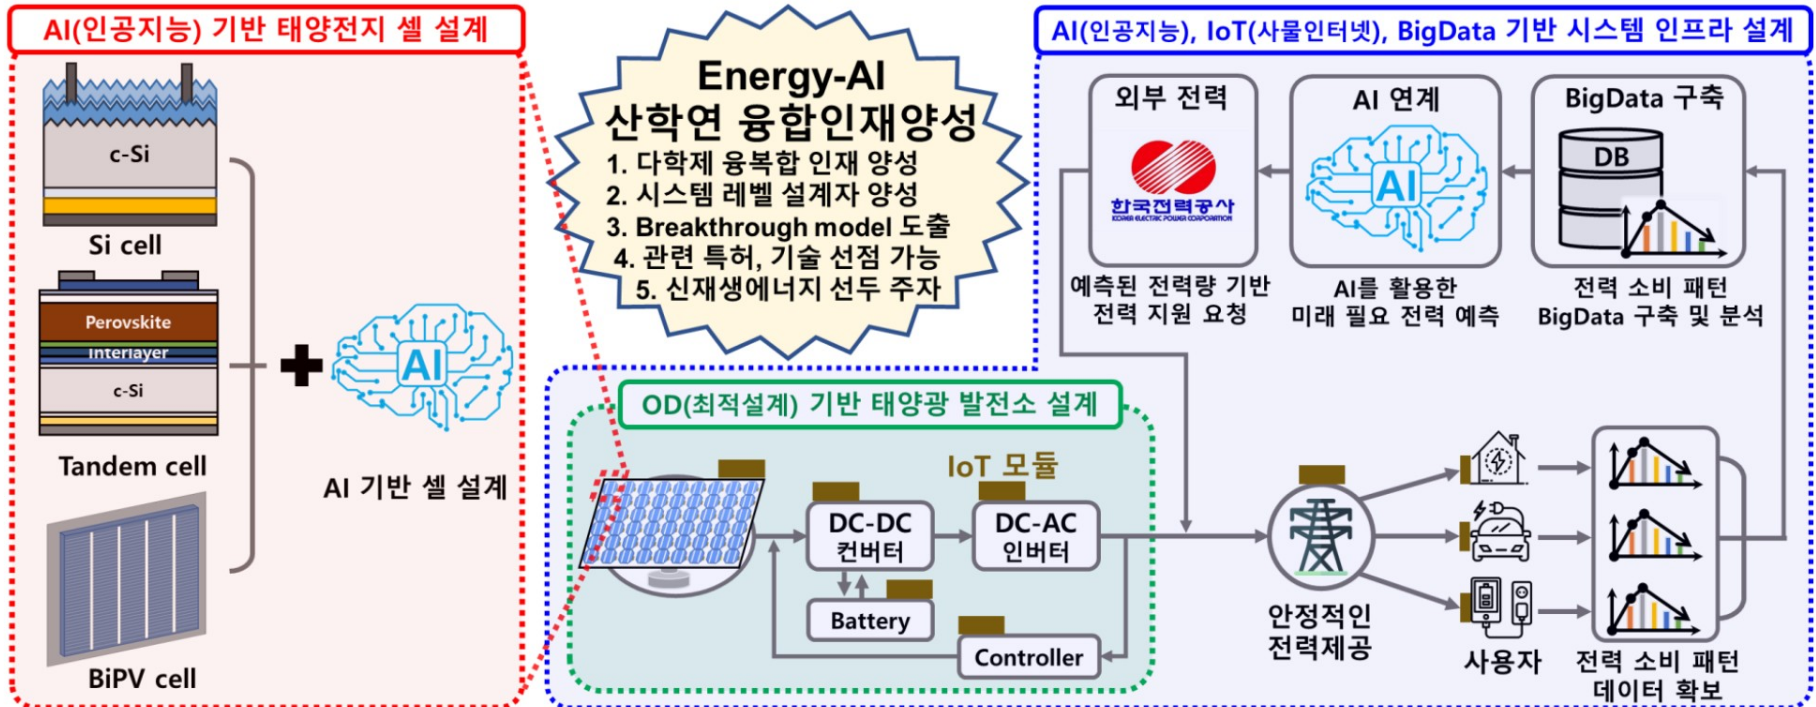 AI(인공지능) 기반 태양전지 셀 설계
c-Si
Si cell
Perovskite
Interlayer
c-Si
Tandem cell
BiPV cell
AI
AI 기반 셀 설계
Energy-AI
산학연 융합인재양성
1. 다학제 융복합 인재 양성
2. 시스템 레벨 설계자 양성
3. Breakthrough model 도출
4. 관련 특허, 기술 선점 가능
5. 신재생에너지 선두 주자
AI(인공지능), IoT(사물인터넷), BigData 기반 시스템 인프라 설계
외부 전력
한국전력공사
KOREA ELECTRIC POWER CORPORATION
예측된 전력량 기반
전력 지원 요청
AI 연계
AI
AI를 활용한
미래 필요 전력 예측
BigData 구축
DB
전력 소비 패턴
BigData 구축 및 분석
OD(최적설계) 기반 태양광 발전소 설계
IoT 모듈
DC-DC
컨버터
DC-AC
인버터
Battery
Controller
안정적인
전력제공
사용자
전력 소비 패턴
데이터 확보